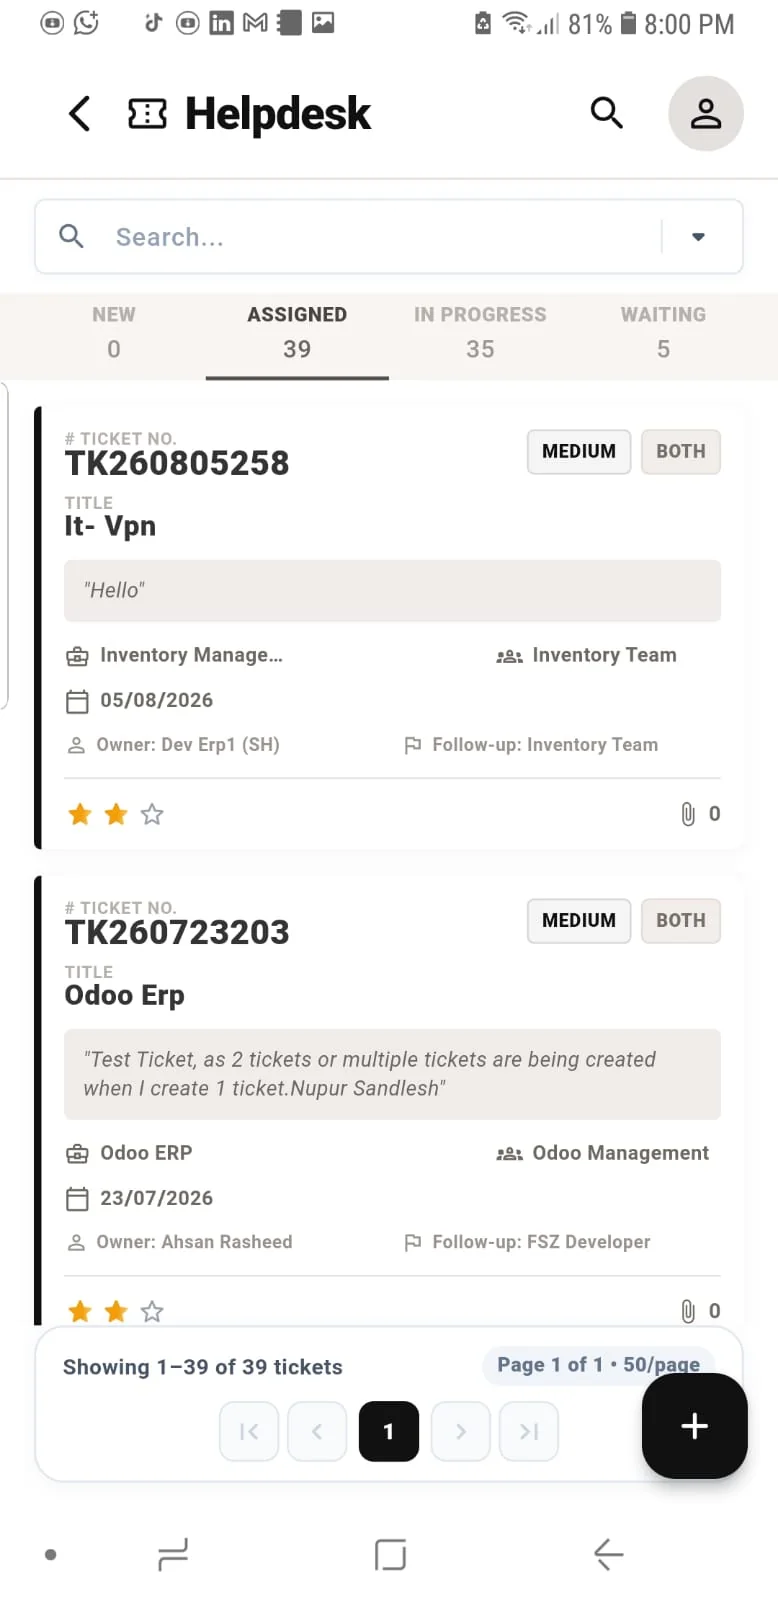 81% 8:00 PM
Helpdesk
Search...
NEW ASSIGNED IN PROGRESS WAITING
0 39 35 5
# TICKET NO.
TK260805258 MEDIUM BOTH
TITLE
It- Vpn
"Hello"
Inventory Manage... Inventory Team
05/08/2026
Owner: Dev Erp1 (SH) Follow-up: Inventory Team
0
# TICKET NO.
TK260723203 MEDIUM BOTH
TITLE
Odoo Erp
"Test Ticket, as 2 tickets or multiple tickets are being created
when I create 1 ticket.Nupur Sandlesh"
Odoo ERP Odoo Management
23/07/2026
Owner: Ahsan Rasheed Follow-up: FSZ Developer
0
Showing 1–39 of 39 tickets Page 1 of 1 • 50/page
1